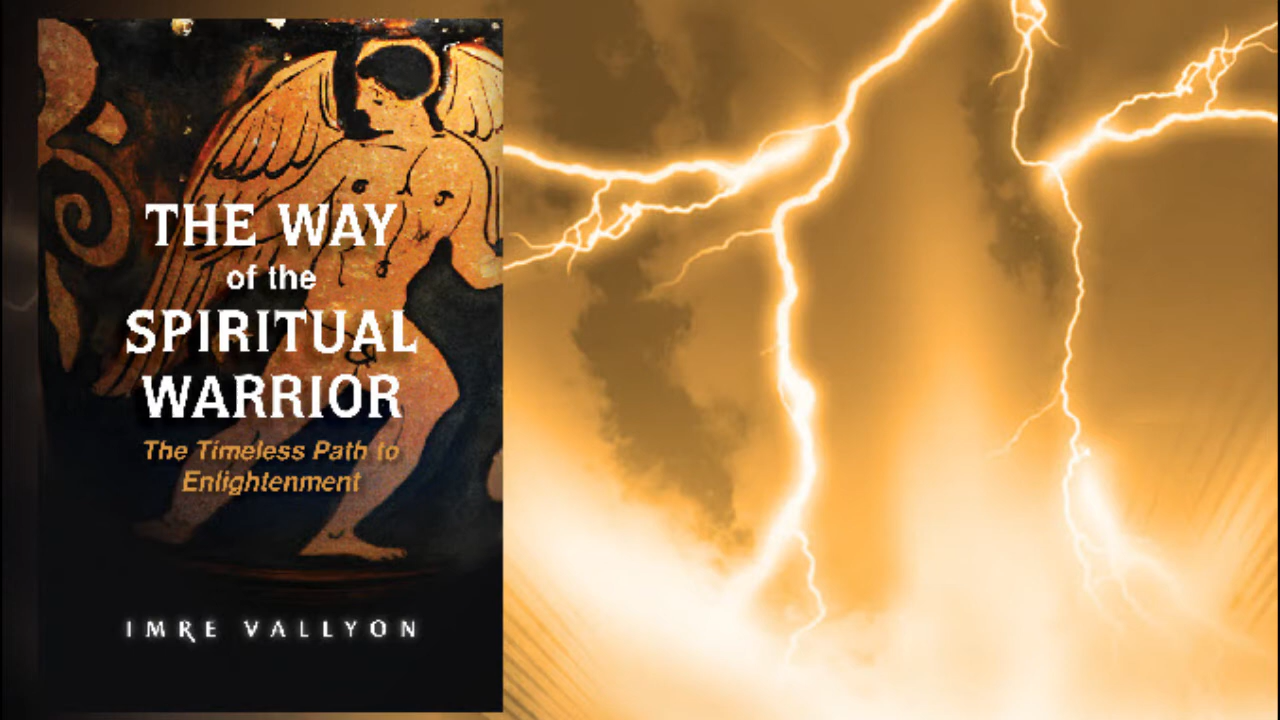 THE WAY
of the
SPIRITUAL
WARRIOR
The Timeless Path to
Enlightenment
IMRE VALLYON